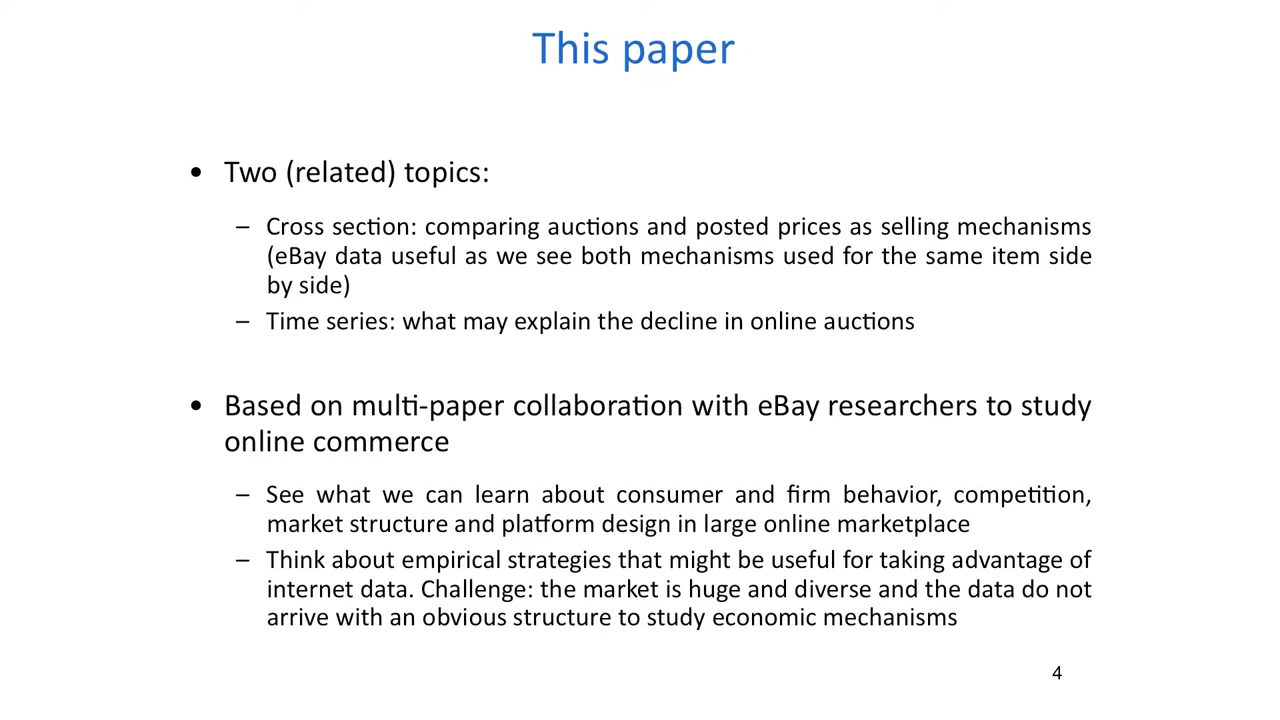 This paper
• Two (related) topics:
– Cross section: comparing auctions and posted prices as selling mechanisms
(eBay data useful as we see both mechanisms used for the same item side
by side)
– Time series: what may explain the decline in online auctions
• Based on multi-paper collaboration with eBay researchers to study
online commerce
– See what we can learn about consumer and firm behavior, competition,
market structure and platform design in large online marketplace
– Think about empirical strategies that might be useful for taking advantage of
internet data. Challenge: the market is huge and diverse and the data do not
arrive with an obvious structure to study economic mechanisms
4